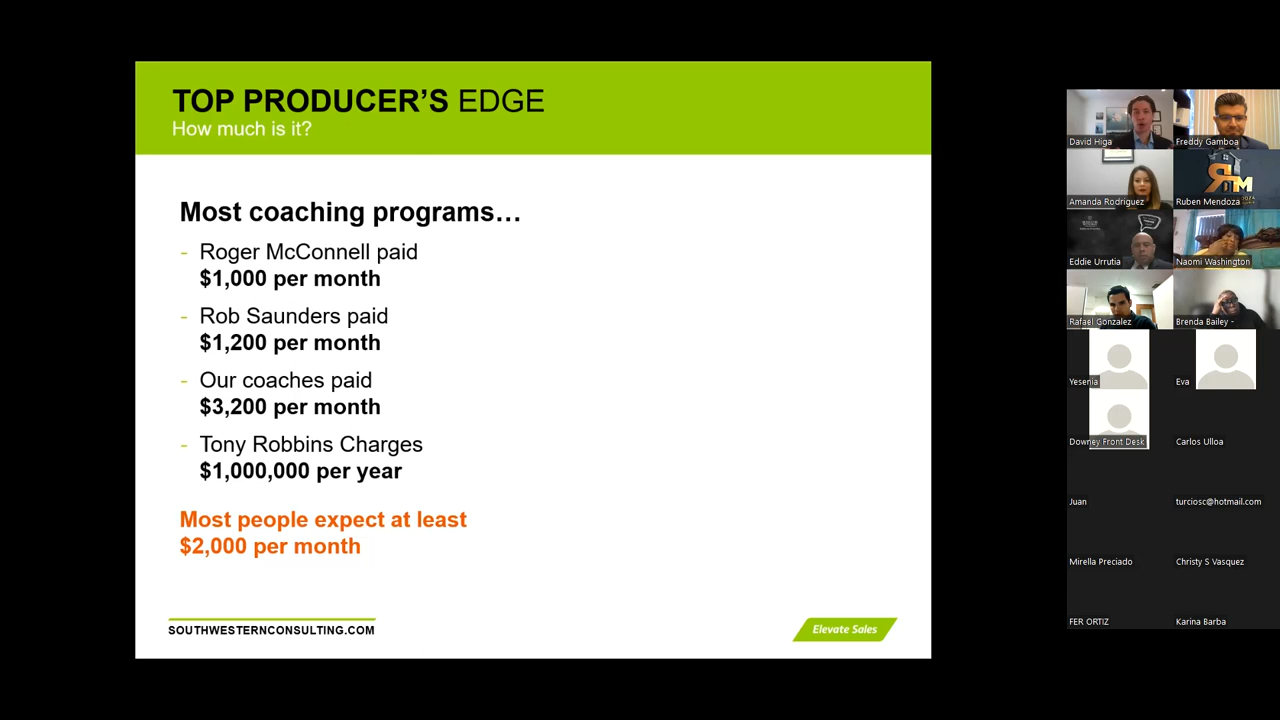 TOP PRODUCER'S EDGE
How much is it?
Most coaching programs…
- Roger McConnell paid
$1,000 per month
- Rob Saunders paid
$1,200 per month
- Our coaches paid
$3,200 per month
- Tony Robbins Charges
$1,000,000 per year
Most people expect at least
$2,000 per month
SOUTHWESTERNCONSULTING.COM
Elevate Sales
David Higa
Freddy Gamboa
Amanda Rodriguez
Ruben Mendoza
Eddie Urrutia
Naomi Washington
Rafael Gonzalez
Brenda Bailey -
Yesenia
Eva
Downey Front Desk
Carlos Ulloa
Juan
turciosc@hotmail.com
Mirella Preciado
Christy S Vasquez
FER ORTIZ
Karina Barba